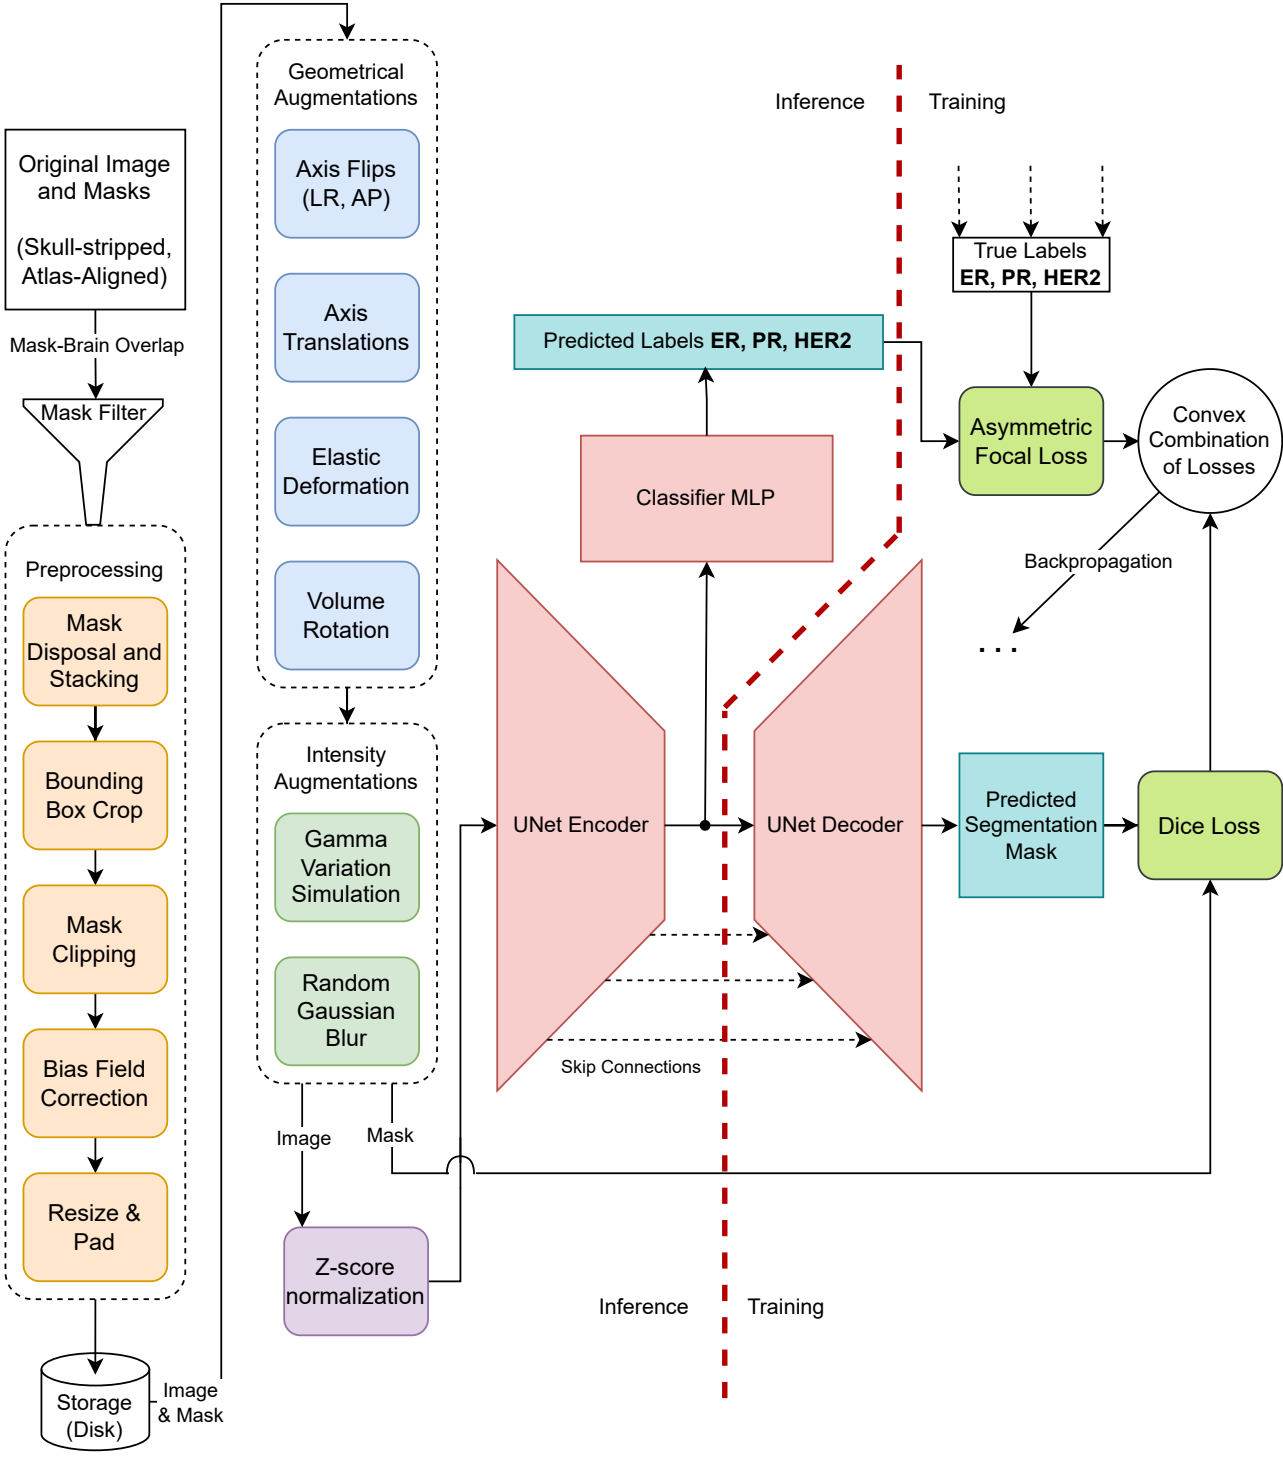 Original Image
and Masks
(Skull-stripped,
Atlas-Aligned)
Mask-Brain Overlap
Mask Filter
Preprocessing
Mask
Disposal and
Stacking
Bounding
Box Crop
Mask
Clipping
Bias Field
Correction
Resize &
Pad
Storage
(Disk)
Image
& Mask
Geometrical
Augmentations
Axis Flips
(LR, AP)
Axis
Translations
Elastic
Deformation
Volume
Rotation
Intensity
Augmentations
Gamma
Variation
Simulation
Random
Gaussian
Blur
Image
Mask
Z-score
normalization
UNet Encoder
Classifier MLP
Predicted Labels ER, PR, HER2
Skip Connections
UNet Decoder
Inference
Training
True Labels
ER, PR, HER2
Asymmetric
Focal Loss
Convex
Combination
of Losses
Backpropagation
. . .
Predicted
Segmentation
Mask
Dice Loss
Inference
Training